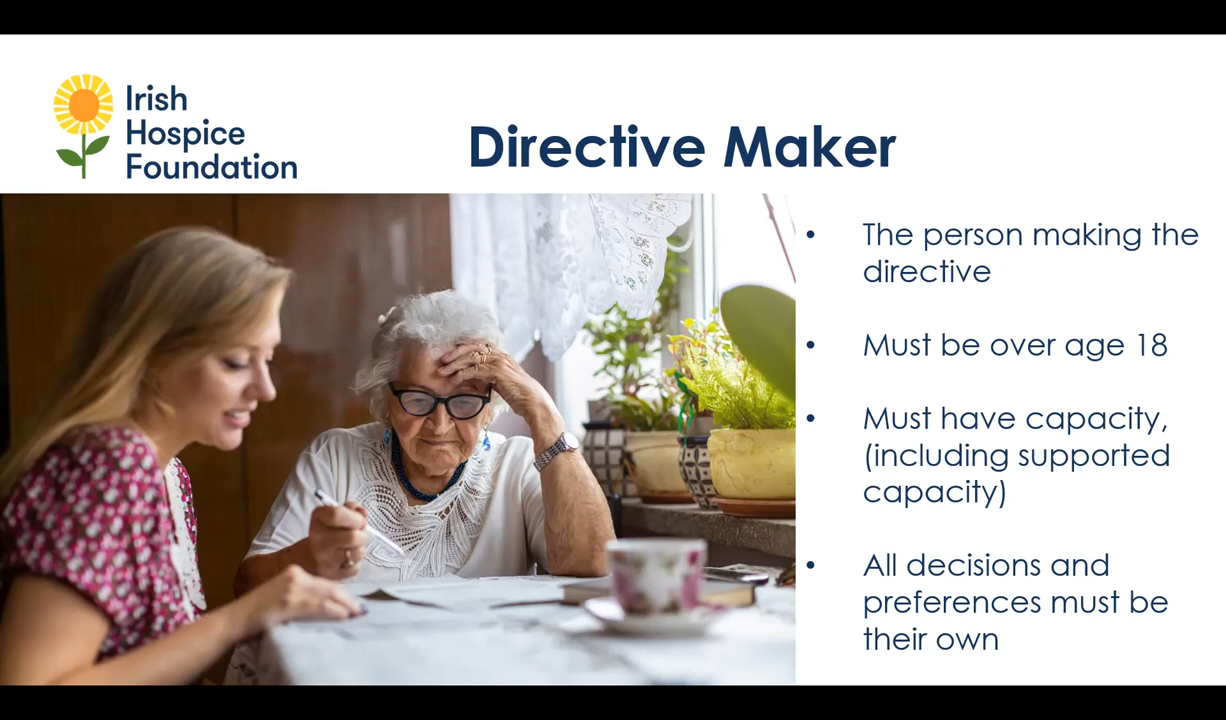 Irish
Hospice
Foundation
Directive Maker
• The person making the
directive
• Must be over age 18
• Must have capacity,
(including supported
capacity)
• All decisions and
preferences must be
their own